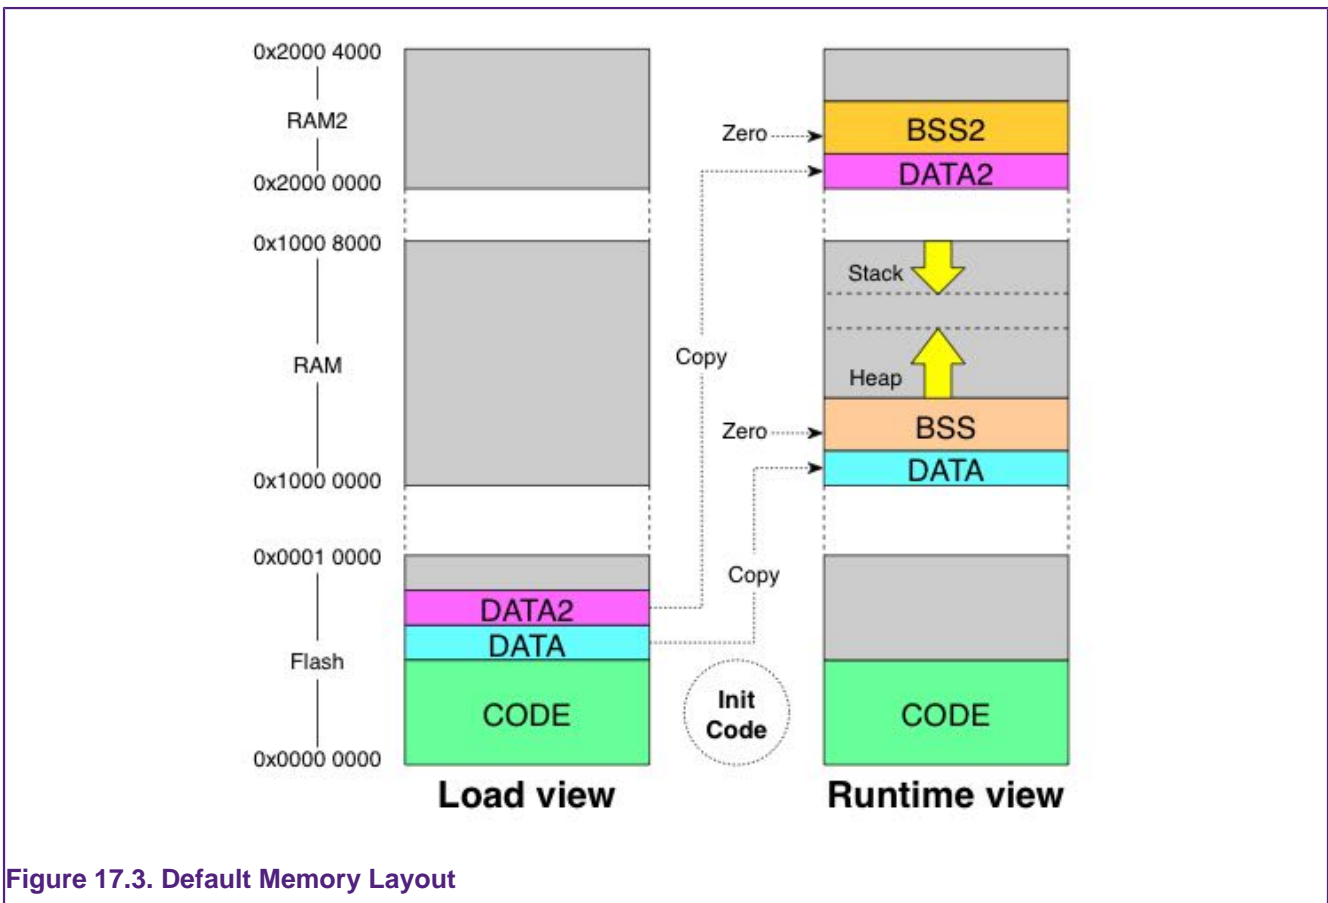 0x2000 4000
RAM2
0x2000 0000
0x1000 8000
RAM
0x1000 0000
0x0001 0000
Flash
0x0000 0000
DATA2
DATA
CODE
Load view
Zero
Copy
Zero
Copy
Init
Code
BSS2
DATA2
Stack
Heap
BSS
DATA
CODE
Runtime view
Figure 17.3. Default Memory Layout